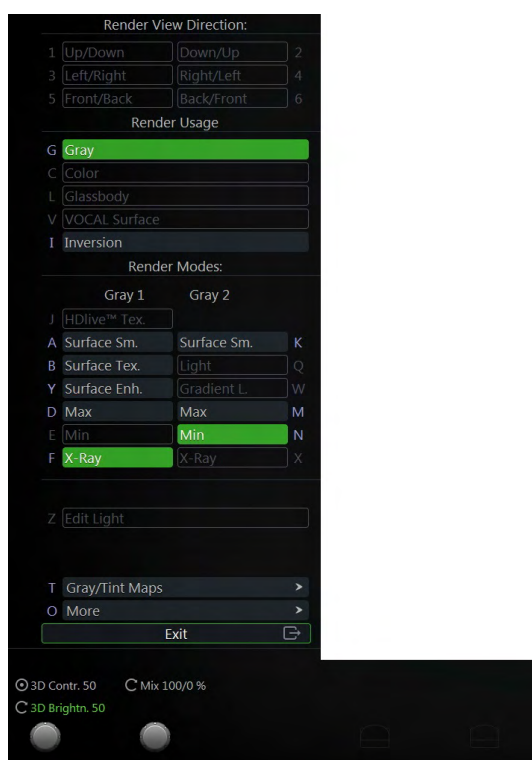 Render View Direction:
1 Up/Down Down/Up 2
3 Left/Right Right/Left 4
5 Front/Back Back/Front 6
Render Usage
G Gray
C Color
L Glassbody
V VOCAL Surface
I Inversion
Render Modes:
Gray 1 Gray 2
J HDlive™ Tex.
A Surface Sm. Surface Sm. K
B Surface Tex. Light Q
Y Surface Enh. Gradient L. W
D Max Max M
E Min Min N
F X-Ray X-Ray X
Z Edit Light
T Gray/Tint Maps
O More
Exit
3D Contr. 50 Mix 100/0 %
3D Brightn. 50